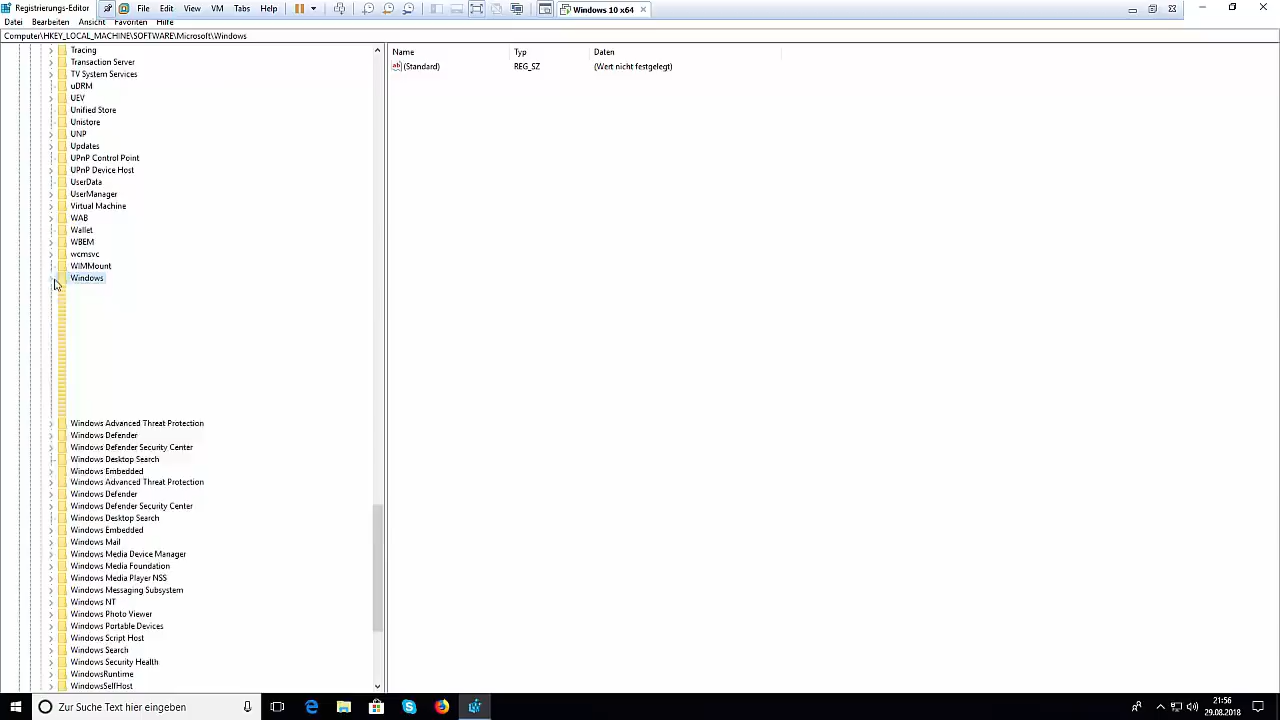 Registrierungs-Editor File Edit View VM Tabs Help Windows 10 x64
Datei Bearbeiten Ansicht Favoriten Hilfe
Computer\HKEY_LOCAL_MACHINE\SOFTWARE\Microsoft\Windows
Name Typ Daten
ab (Standard) REG_SZ (Wert nicht festgelegt)
Tracing
Transaction Server
TV System Services
uDRM
UEV
Unified Store
Unistore
UNP
Updates
UPnP Control Point
UPnP Device Host
UserData
UserManager
Virtual Machine
WAB
Wallet
WBEM
wcmsvc
WIMMount
Windows
Windows Advanced Threat Protection
Windows Defender
Windows Defender Security Center
Windows Desktop Search
Windows Embedded
Windows Advanced Threat Protection
Windows Defender
Windows Defender Security Center
Windows Desktop Search
Windows Embedded
Windows Mail
Windows Media Device Manager
Windows Media Foundation
Windows Media Player NSS
Windows Messaging Subsystem
Windows NT
Windows Photo Viewer
Windows Portable Devices
Windows Script Host
Windows Search
Windows Security Health
WindowsRuntime
WindowsSelfHost
Zur Suche Text hier eingeben
21:56
29.08.2018